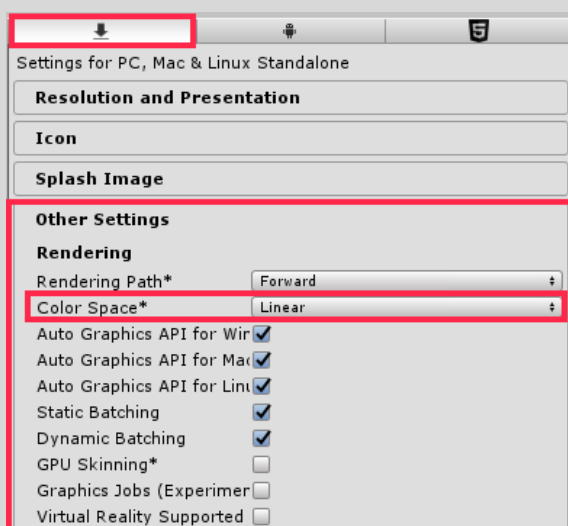 Settings for PC, Mac & Linux Standalone
Resolution and Presentation
Icon
Splash Image
Other Settings
Rendering
Rendering Path* Forward
Color Space* Linear
Auto Graphics API for Win
Auto Graphics API for Mac
Auto Graphics API for Linu
Static Batching
Dynamic Batching
GPU Skinning*
Graphics Jobs (Experimen
Virtual Reality Supported